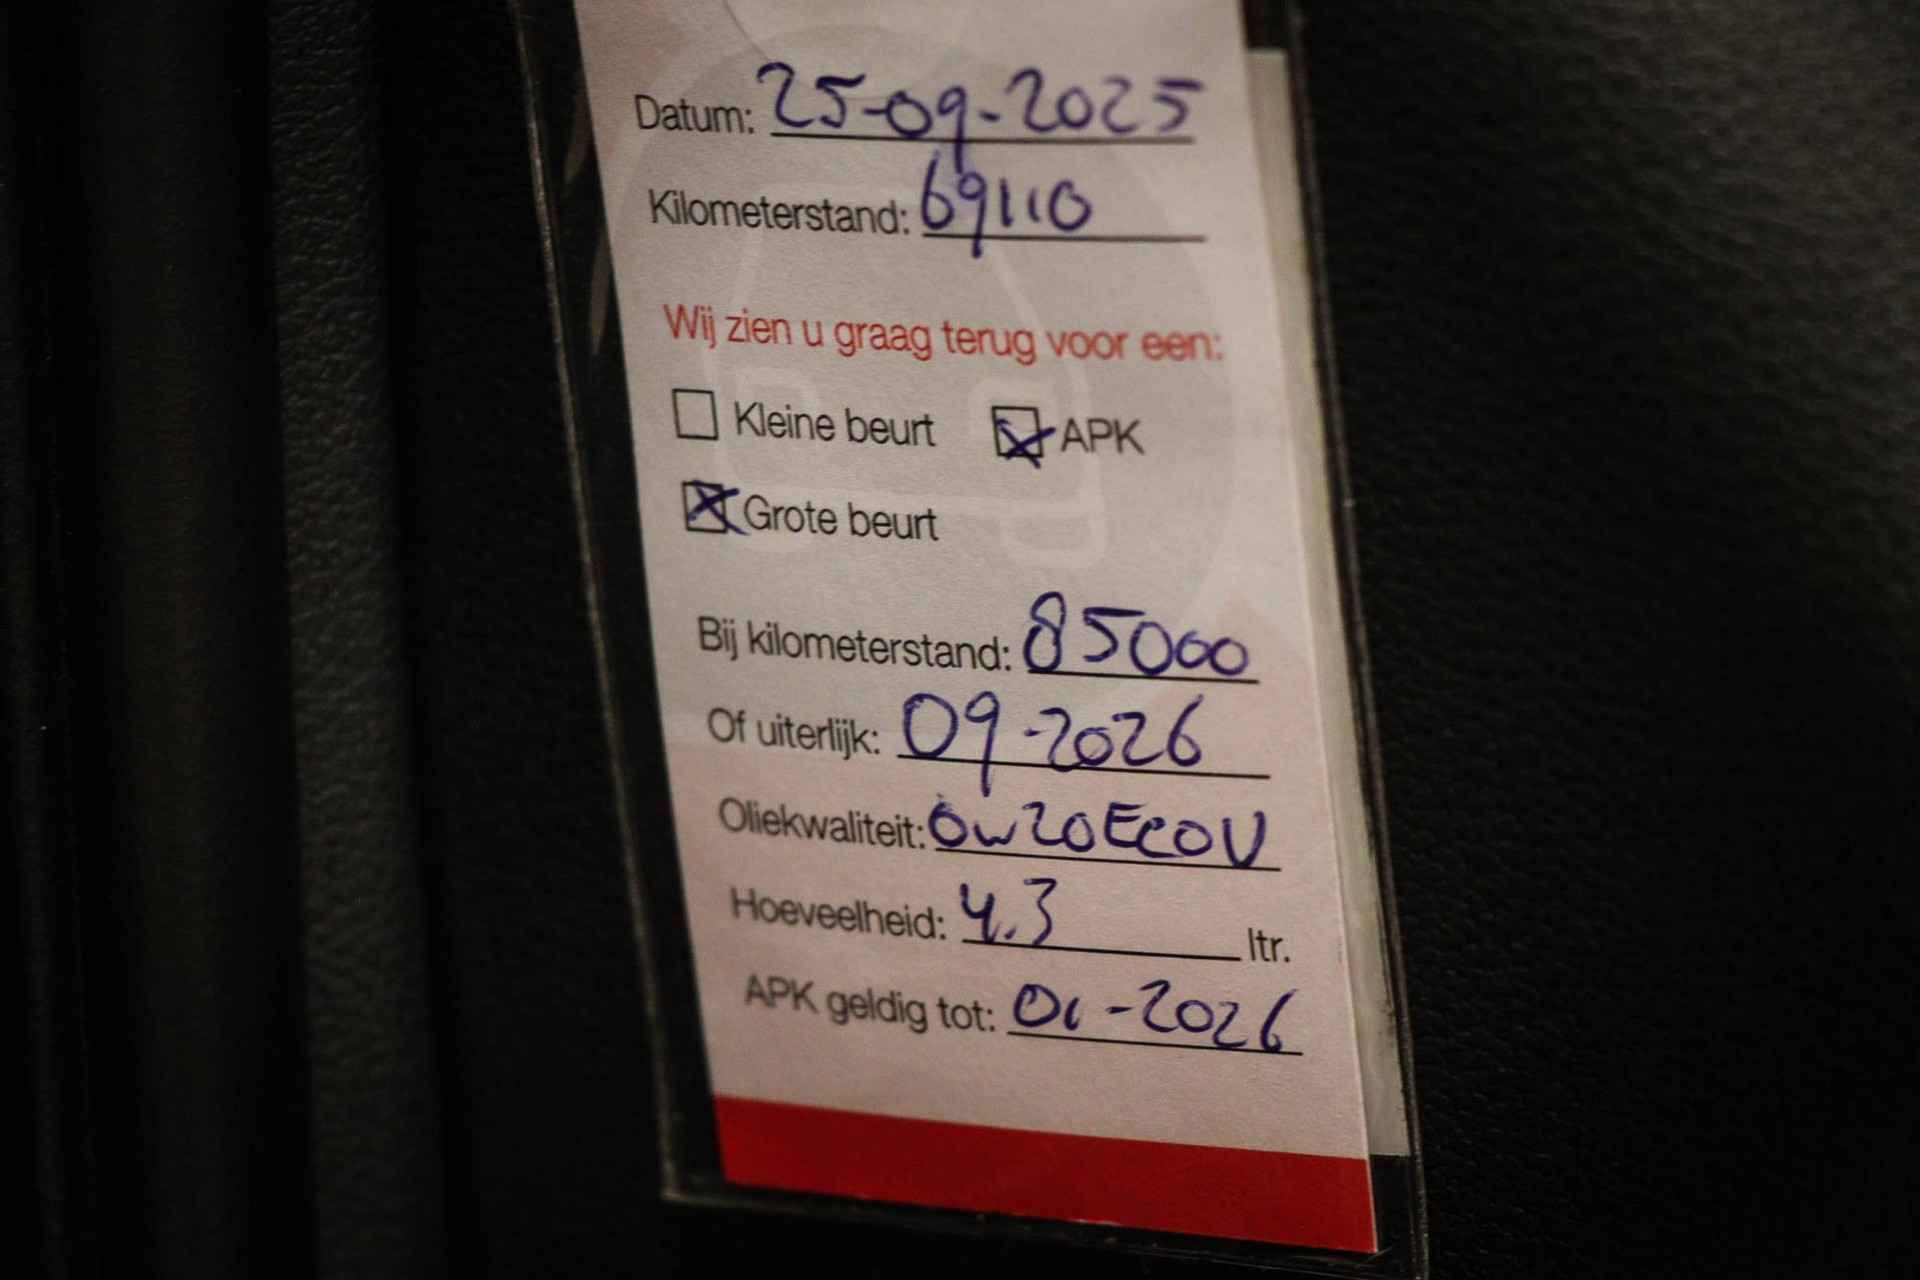 Datum: 25-09-2025
Kilometerstand: 69110
Wij zien u graag terug voor een:
Kleine beurt APK
Grote beurt
Bij kilometerstand: 85000
Of uiterlijk: 09-2026
Oliekwaliteit: 0w20EcoV
Hoeveelheid: 4.3 ltr.
APK geldig tot: 01-2026